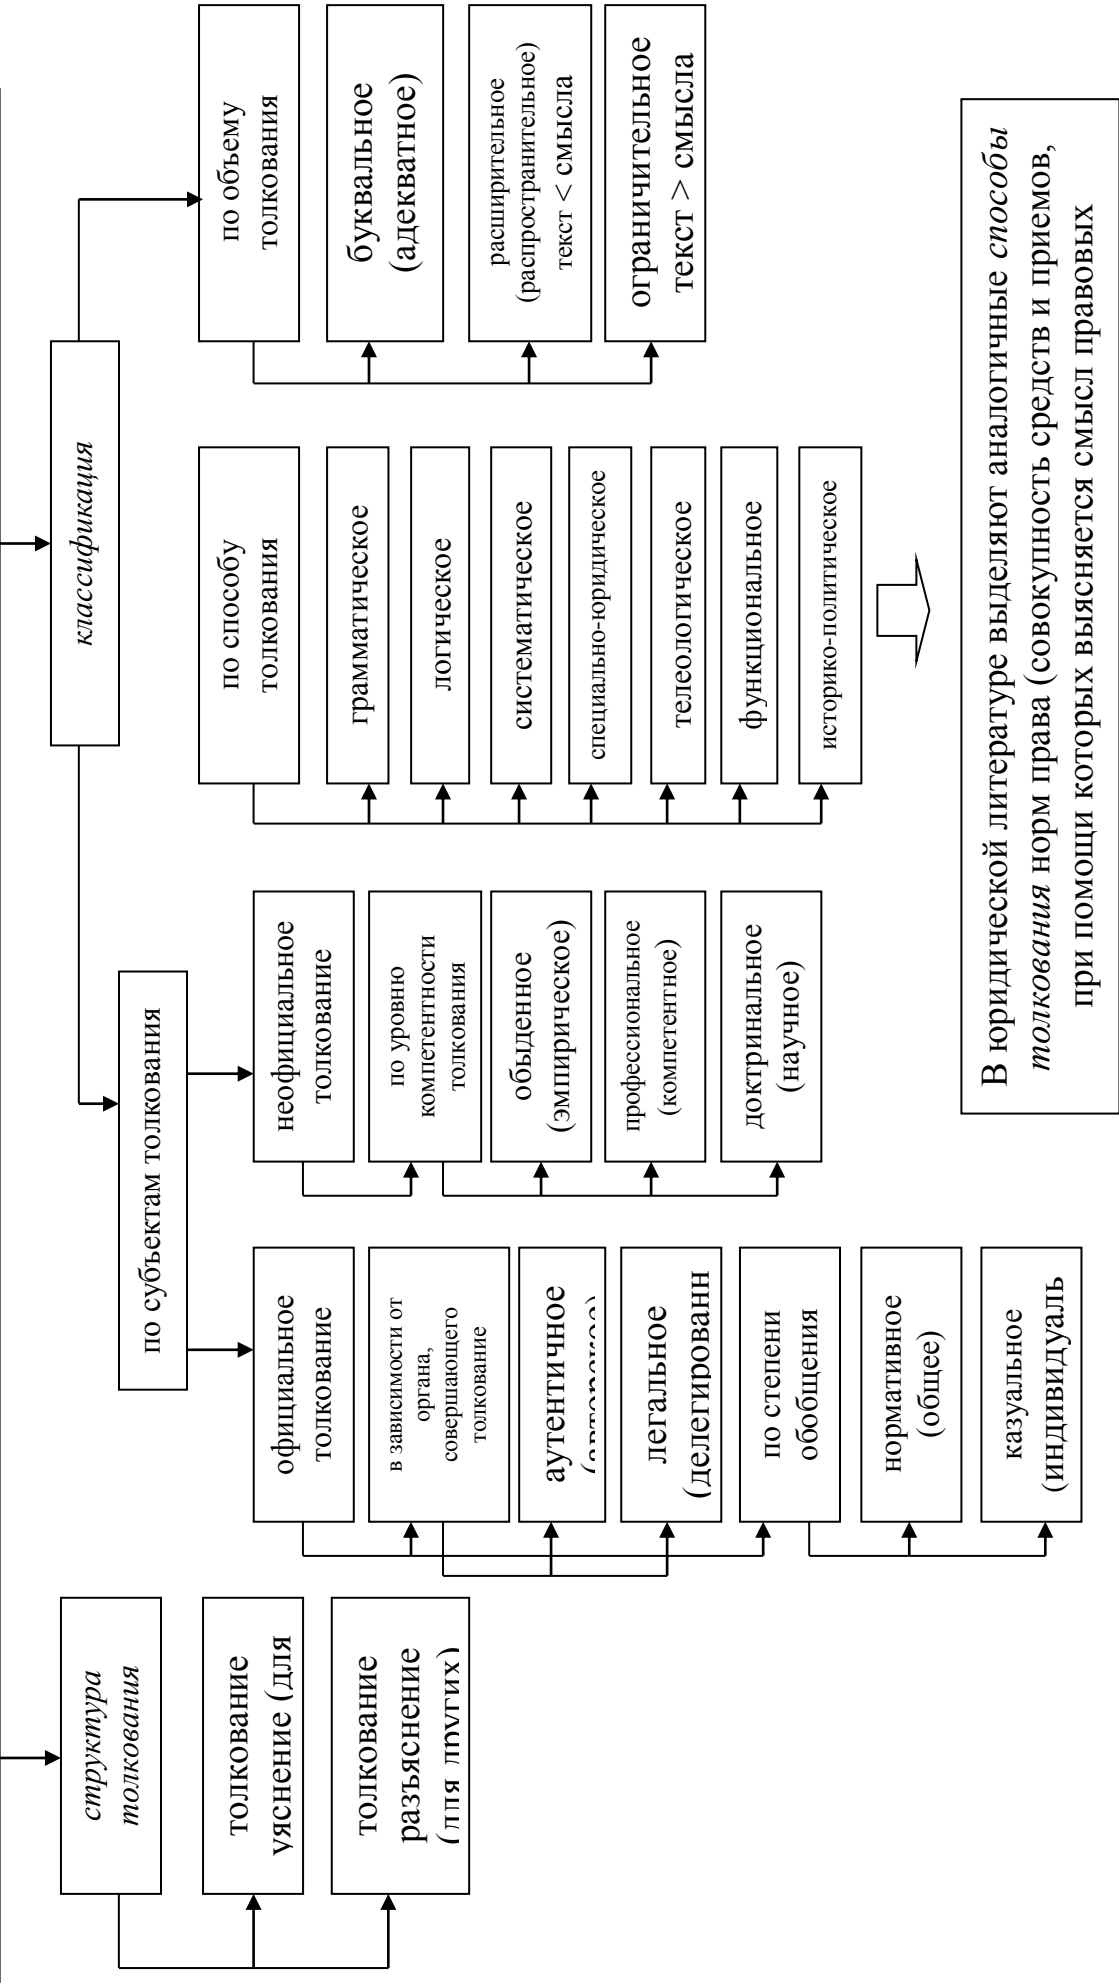 структура
толкования
толкование
уяснение (для
толкование
разъяснение
(для других)
классификация
по субъектам толкования
официальное
толкование
в зависимости от
органа,
совершающего
толкование
аутентичное
легальное
(делегированн
по степени
обобщения
нормативное
(общее)
казуальное
(индивидуаль
неофициальное
толкование
по уровню
компетентности
толкования
обыденное
(эмпирическое)
профессиональное
(компетентное)
доктринальное
(научное)
по способу
толкования
грамматическое
логическое
систематическое
специально-юридическое
телеологическое
функциональное
историко-политическое
по объему
толкования
буквальное
(адекватное)
расширительное
(распространительное)
текст < смысла
ограничительное
текст > смысла
В юридической литературе выделяют аналогичные способы
толкования норм права (совокупность средств и приемов,
при помощи которых выясняется смысл правовых